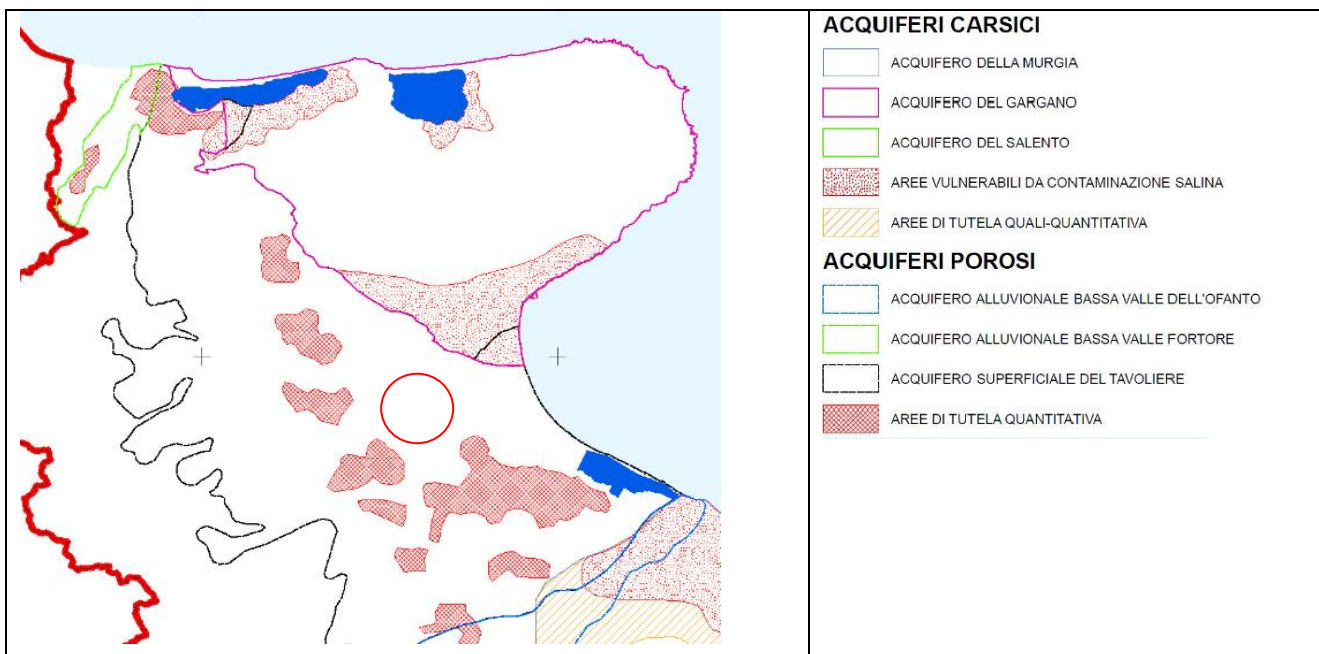 ACQUIFERI CARSICI
ACQUIFERO DELLA MURGIA
ACQUIFERO DEL GARGANO
ACQUIFERO DEL SALENTO
AREE VULNERABILI DA CONTAMINAZIONE SALINA
AREE DI TUTELA QUALI-QUANTITATIVA
ACQUIFERI POROSI
ACQUIFERO ALLUVIONALE BASSA VALLE DELL'OFANTO
ACQUIFERO ALLUVIONALE BASSA VALLE FORTORE
ACQUIFERO SUPERFICIALE DEL TAVOLIERE
AREE DI TUTELA QUANTITATIVA